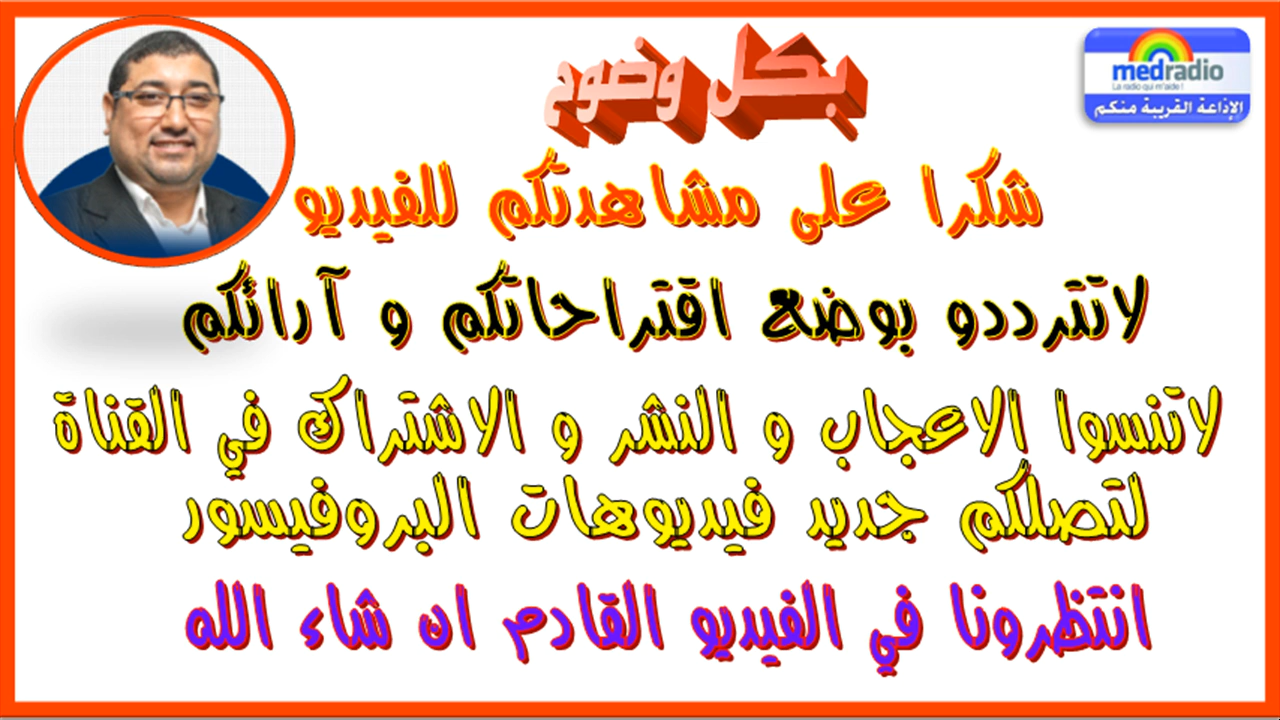 بكل وضوح
medradio
La radio qui m'aide !
الإذاعة القريبة منكم
شكرا على مشاهدتكم للفيديو
لاتترددو بوضع اقتراحاتكم و آرائكم
لاتنسوا الاعجاب و النشر و الاشتراك في القناة
لتصلكم جديد فيديوهات البروفيسور
انتظرونا في الفيديو القادم ان شاء الله